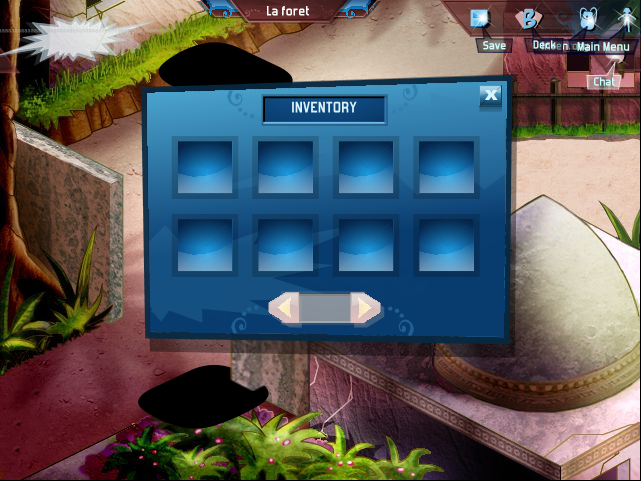 La foret
Save
Deck
Main Menu
Chat
INVENTORY
X